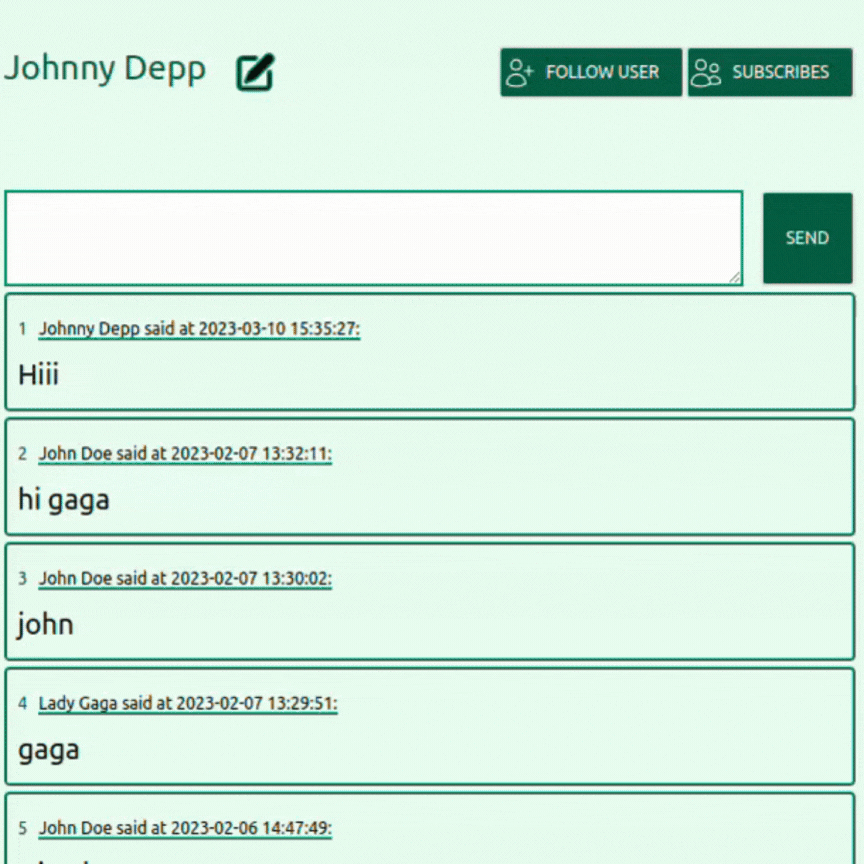 Johnny Depp
FOLLOW USER
SUBSCRIBES
SEND
1 Johnny Depp said at 2023-03-10 15:35:27:
Hiii
2 John Doe said at 2023-02-07 13:32:11:
hi gaga
3 John Doe said at 2023-02-07 13:30:02:
john
4 Lady Gaga said at 2023-02-07 13:29:51:
gaga
5 John Doe said at 2023-02-06 14:47:49: